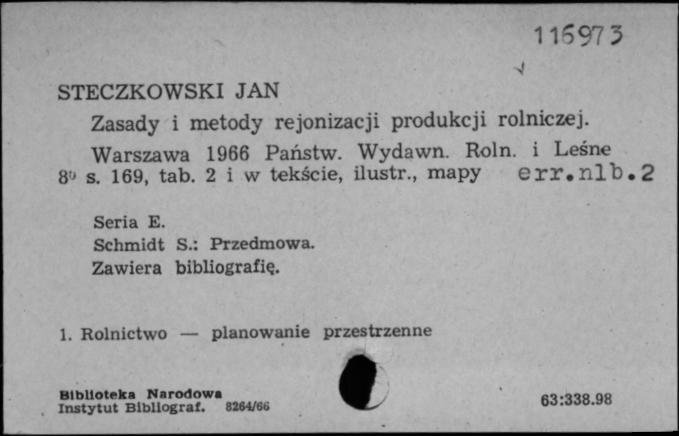 116973
STECZKOWSKI JAN
Zasady i metody rejonizacji produkcji rolniczej.
Warszawa 1966 Państw. Wydawn. Roln. i Leśne
8⁰ s. 169, tab. 2 i w tekście, ilustr., mapy err.nlb.2
Seria E.
Schmidt S.: Przedmowa.
Zawiera bibliografię.
1. Rolnictwo — planowanie przestrzenne
Biblioteka Narodowa
Instytut Bibliograf. 8264/66
63:338.98